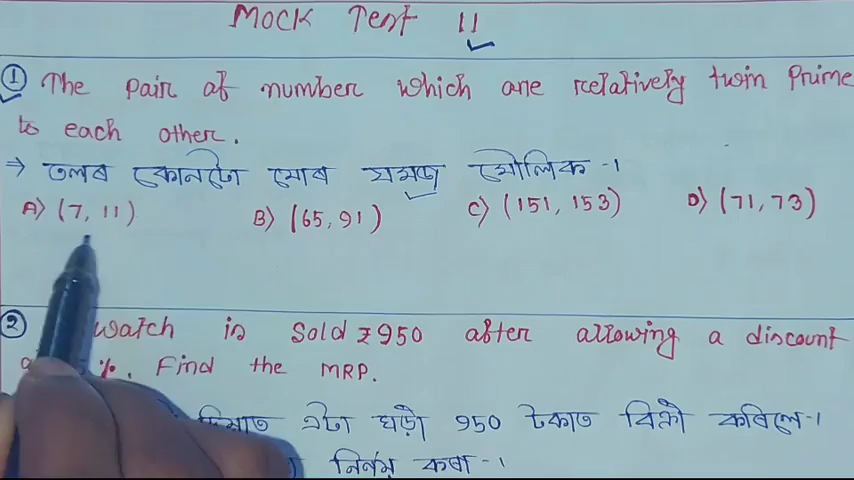 Mock Test 11
① The pair of number which are relatively twin prime
to each other.
⇒ তলৰ কোনটো যোৰ যমজ মৌলিক -।
A) (7, 11) B) (65, 91) C) (151, 153) D) (71, 73)
② watch is Sold ₹950 after allowing a discount
%. Find the MRP.
এটা ঘড়ী 950 টকাত বিক্ৰী কৰিলে -।
নিৰ্ণয় কৰা -।